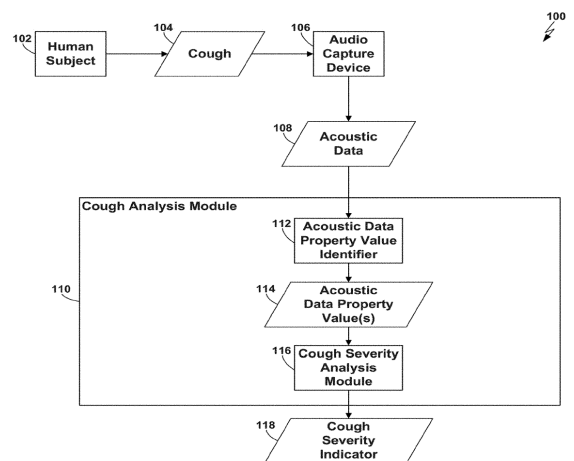 100
102
Human
Subject
104
Cough
106
Audio
Capture
Device
108
Acoustic
Data
Cough Analysis Module
110
112
Acoustic Data
Property Value
Identifier
114
Acoustic
Data Property
Value(s)
116
Cough Severity
Analysis
Module
118
Cough
Severity
Indicator